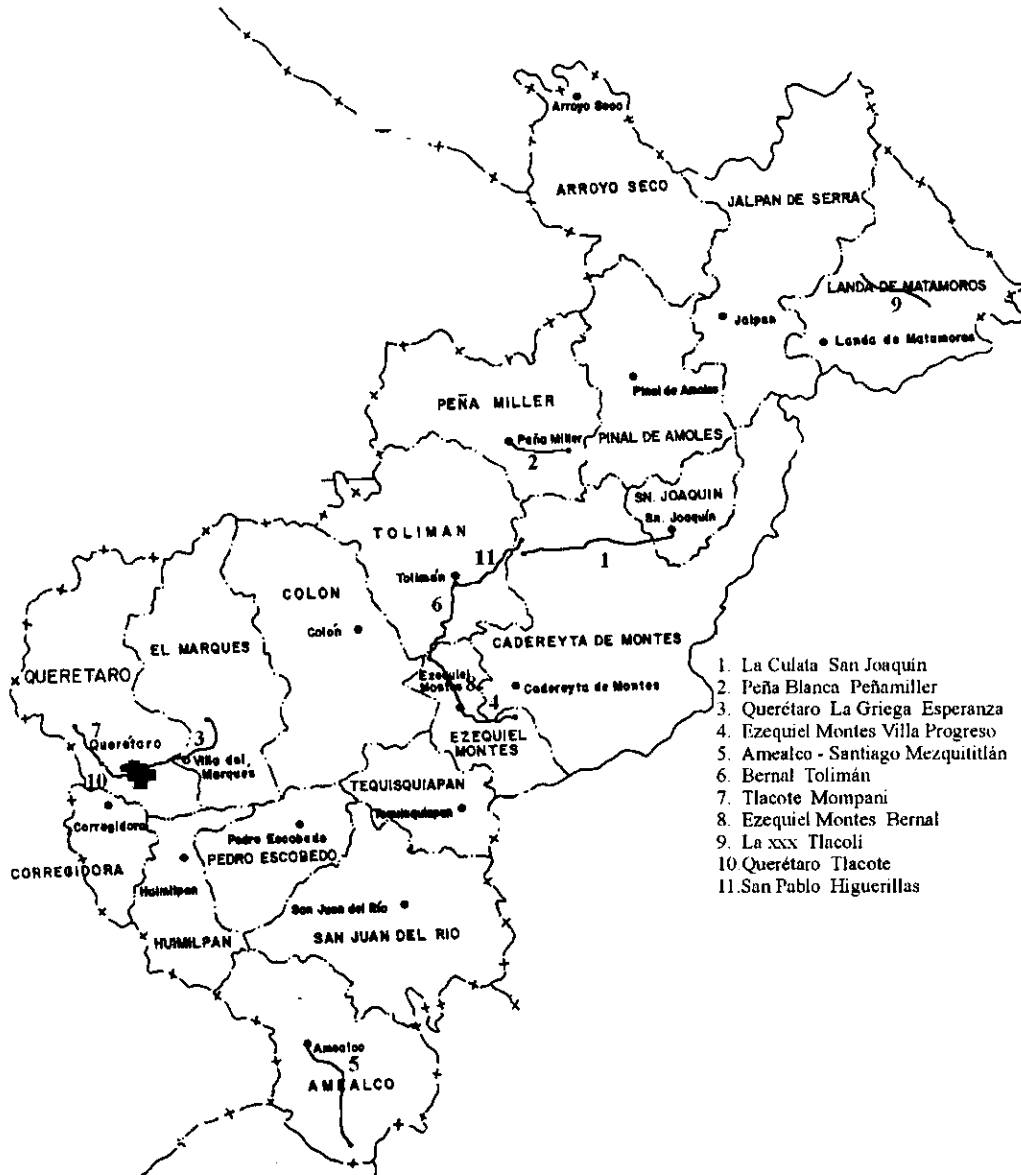 Arroyo Seco
ARROYO SECO
JALPAN DE SERRA
LANDA DE MATAMOROS
9
Jalpan
Landa de Matamoros
Pinal de Amoles
PEÑA MILLER
Peña Miller
PINAL DE AMOLES
2
SN. JOAQUIN
Sn. Joaquín
TOLIMAN
11
1
Tolimán
6
COLON
Colón
EL MARQUES
CADEREYTA DE MONTES
QUERETARO
Ezequiel
Montes
8
Cadereyta de Montes
4
EZEQUIEL
MONTES
7
Querétaro
3
Villa del
Marques
10
TEQUISQUIAPAN
Tequisquiapan
Corregidora
Pedro Escobedo
PEDRO ESCOBEDO
CORREGIDORA
Huimilpan
San Juan del Río
SAN JUAN DEL RIO
HUIMILPAN
Amealco
5
AMEALCO
1. La Culata San Joaquin
2. Peña Blanca Peñamiller
3. Querétaro La Griega Esperanza
4. Ezequiel Montes Villa Progreso
5. Amealco - Santiago Mezquititlán
6. Bernal Tolimán
7. Tlacote Mompani
8. Ezequiel Montes Bernal
9. La xxx Tlacoli
10.Querétaro Tlacote
11.San Pablo Higuerillas